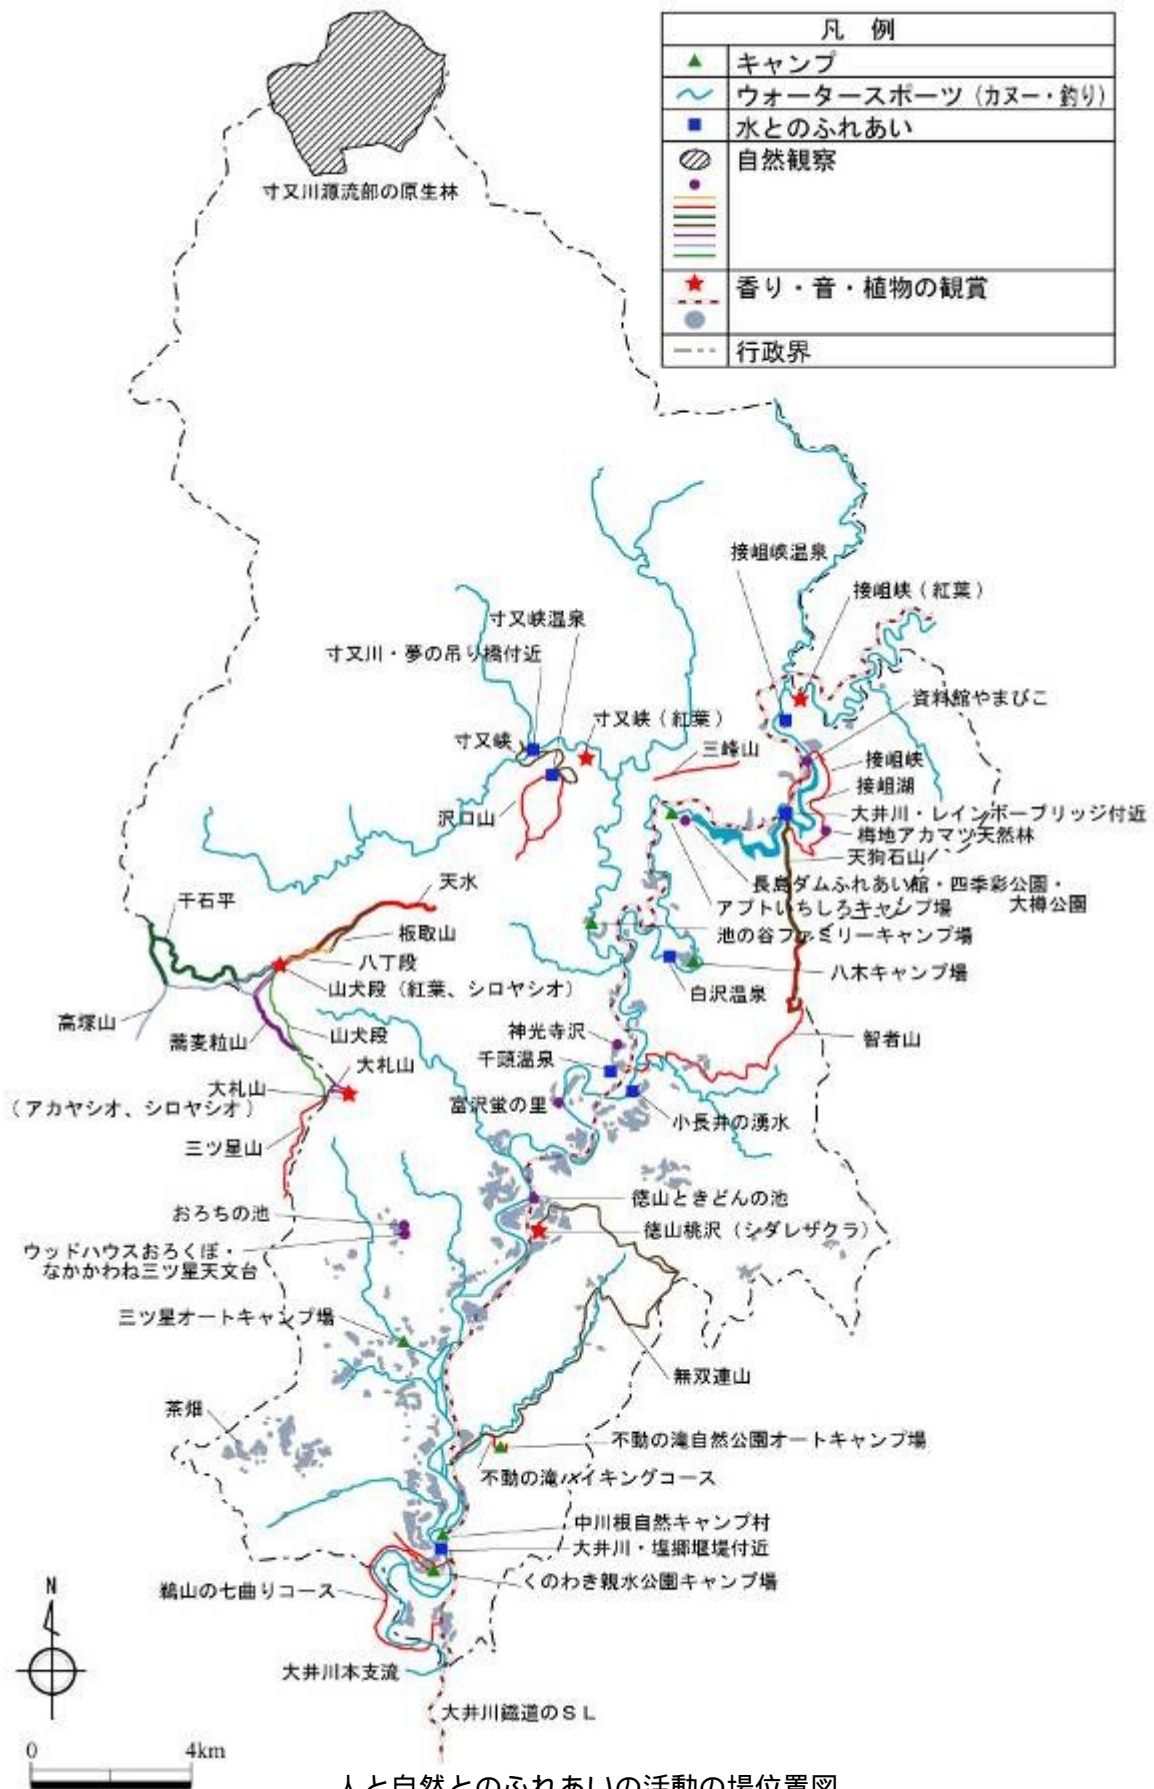 凡 例
キャンプ
ウォータースポーツ（カヌー・釣り）
水とのふれあい
自然観察
香り・音・植物の観賞
行政界
寸又川源流部の原生林
接岨峡温泉
接岨峡（紅葉）
寸又峡温泉
寸又川・夢の吊り橋付近
資料館やまびこ
寸又峡（紅葉）
寸又峡
三峰山
接岨峡
接岨湖
大井川・レインボーブリッジ付近
沢口山
梅地アカマツ天然林
天狗石山
天水
長島ダムふれあい館・四季彩公園・
大樽公園
千石平
アプトいちしろキャンプ場
板取山
池の谷ファミリーキャンプ場
八丁段
八木キャンプ場
山犬段（紅葉、シロヤシオ）
白沢温泉
高塚山
蕎麦粒山
山犬段
神光寺沢
智者山
千頭温泉
大札山
大札山
（アカヤシオ、シロヤシオ）
富沢蛍の里
小長井の湧水
三ツ星山
徳山ときどんの池
おろちの池
徳山桃沢（シダレザクラ）
ウッドハウスおろくぼ・
なかかわね三ツ星天文台
三ツ星オートキャンプ場
無双連山
茶畑
不動の滝自然公園オートキャンプ場
不動の滝ハイキングコース
中川根自然キャンプ村
大井川・塩郷堰堤付近
くのわき親水公園キャンプ場
鵜山の七曲りコース
N
大井川本支流
大井川鐵道のＳＬ
0 4km
人と自然とのふれあいの活動の場位置図